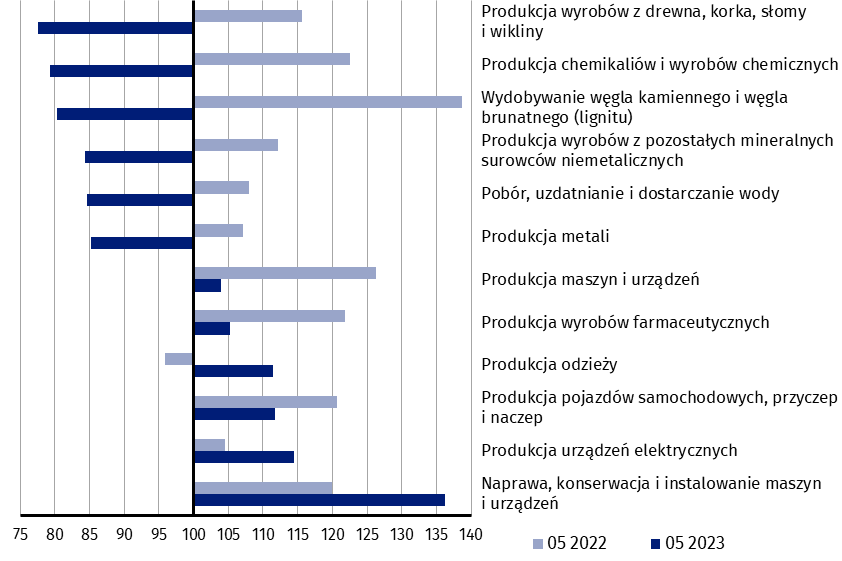 Produkcja wyrobów z drewna, korka, słomy
i wikliny
Produkcja chemikaliów i wyrobów chemicznych
Wydobywanie węgla kamiennego i węgla
brunatnego (lignitu)
Produkcja wyrobów z pozostałych mineralnych
surowców niemetalicznych
Pobór, uzdatnianie i dostarczanie wody
Produkcja metali
Produkcja maszyn i urządzeń
Produkcja wyrobów farmaceutycznych
Produkcja odzieży
Produkcja pojazdów samochodowych, przyczep
i naczep
Produkcja urządzeń elektrycznych
Naprawa, konserwacja i instalowanie maszyn
i urządzeń
75 80 85 90 95 100 105 110 115 120 125 130 135 140
05 2022 05 2023